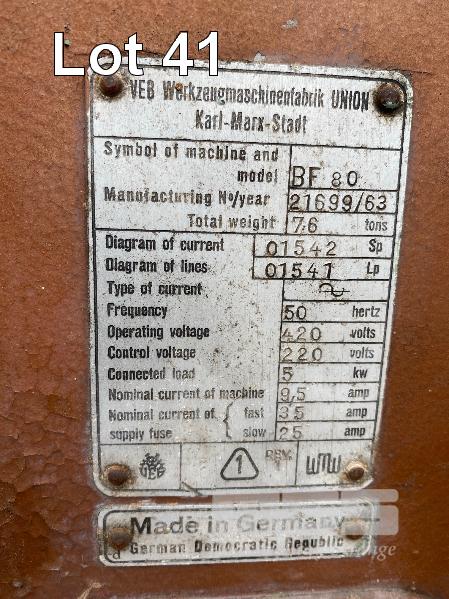 Lot 41
VEB Werkzeugmaschinenfabrik UNION
Karl-Marx-Stadt
Symbol of machine and
model BF 80
Manufacturing Nº/year 21699/63
Total weight 7,6 tons
Diagram of current 01542 Sp
Diagram of lines 01541 Lp
Type of current
Frequency 50 hertz
Operating voltage 420 volts
Control voltage 220 volts
Connected load 5 kw
Nominal current of machine 9,5 amp
Nominal current of { fast 35 amp
supply fuse { slow 25 amp
VEB 1 WMW
Made in Germany
German Democratic Republic